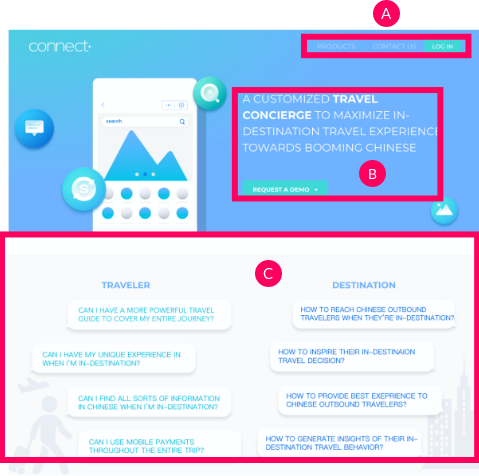 A
connect
PRODUCTS CONTACT US LOG IN
A CUSTOMIZED TRAVEL
CONCIERGE TO MAXIMIZE IN-
DESTINATION TRAVEL EXPERIENCE
TOWARDS BOOMING CHINESE
search
B
REQUEST A DEMO
C
TRAVELER
DESTINATION
CAN I HAVE A MORE POWERFUL TRAVEL
GUIDE TO COVER MY ENTIRE JOURNEY?
HOW TO REACH CHINESE OUTBOUND
TRAVELERS WHEN THEY'RE IN-DESTINATION?
CAN I HAVE MY UNIQUE EXPERIENCE IN
WHEN I'M IN-DESTINATION?
HOW TO INSPIRE THEIR IN-DESTINAION
TRAVEL DECISION?
CAN I FIND ALL SORTS OF INFORMATION
IN CHINESE WHEN I'M IN-DESTINATION?
HOW TO PROVIDE BEST EXEPRIENCE TO
CHINESE OUTBOUND TRAVELERS?
CAN I USE MOBILE PAYMENTS
THROUGHOUT THE ENTIRE TRIP?
HOW TO GENERATE INSIGHTS OF THEIR IN-
DESTINATION TRAVEL BEHAVIOR?